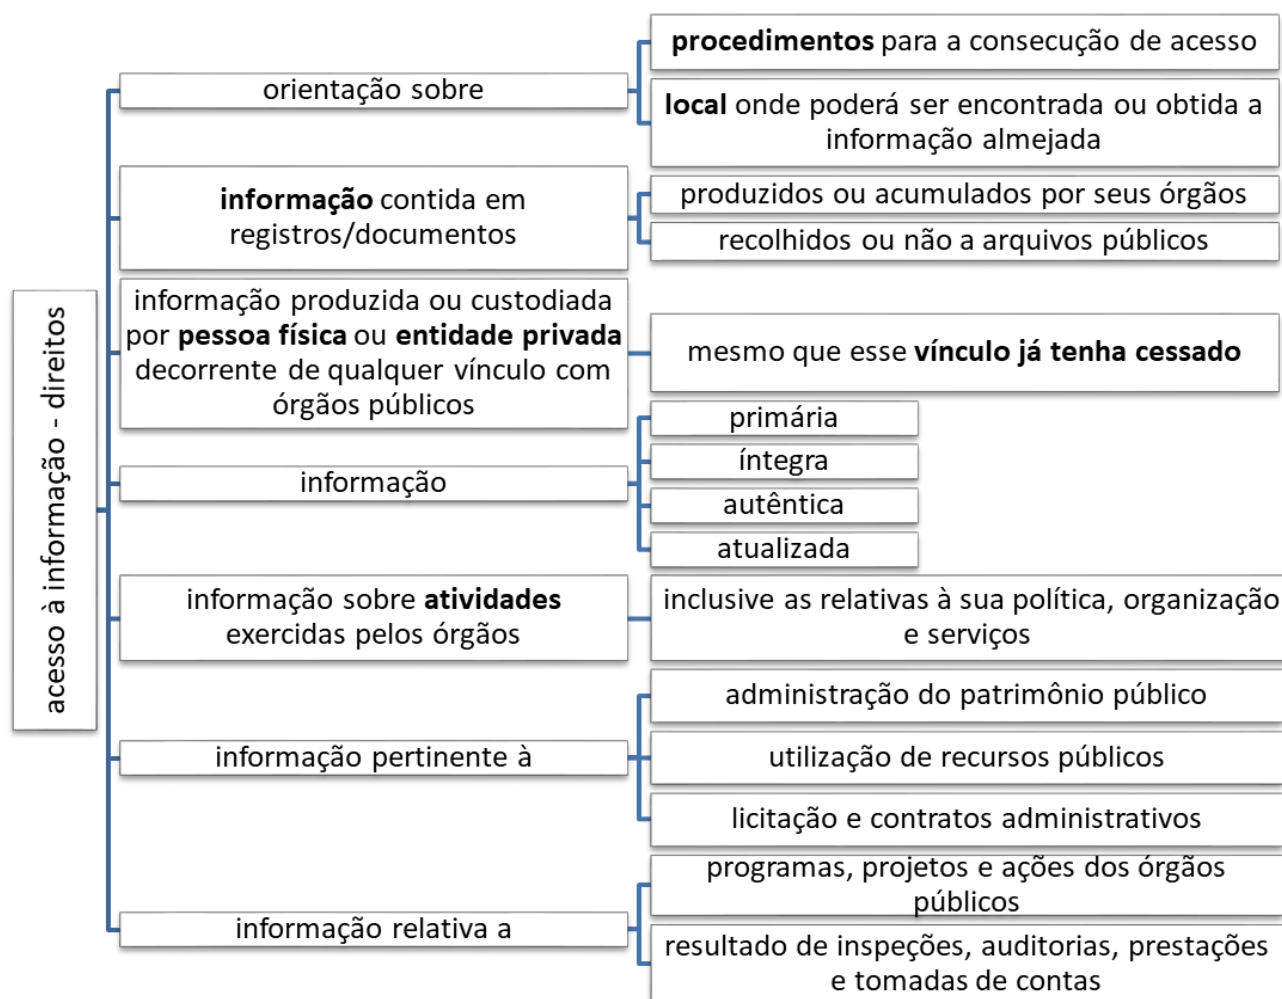 acesso à informação - direitos
orientação sobre
procedimentos para a consecução de acesso
local onde poderá ser encontrada ou obtida a
informação almejada
informação contida em
registros/documentos
produzidos ou acumulados por seus órgãos
recolhidos ou não a arquivos públicos
informação produzida ou custodiada
por pessoa física ou entidade privada
decorrente de qualquer vínculo com
órgãos públicos
mesmo que esse vínculo já tenha cessado
informação
primária
íntegra
autêntica
atualizada
informação sobre atividades
exercidas pelos órgãos
inclusive as relativas à sua política, organização
e serviços
informação pertinente à
administração do patrimônio público
utilização de recursos públicos
licitação e contratos administrativos
informação relativa a
programas, projetos e ações dos órgãos
públicos
resultado de inspeções, auditorias, prestações
e tomadas de contas